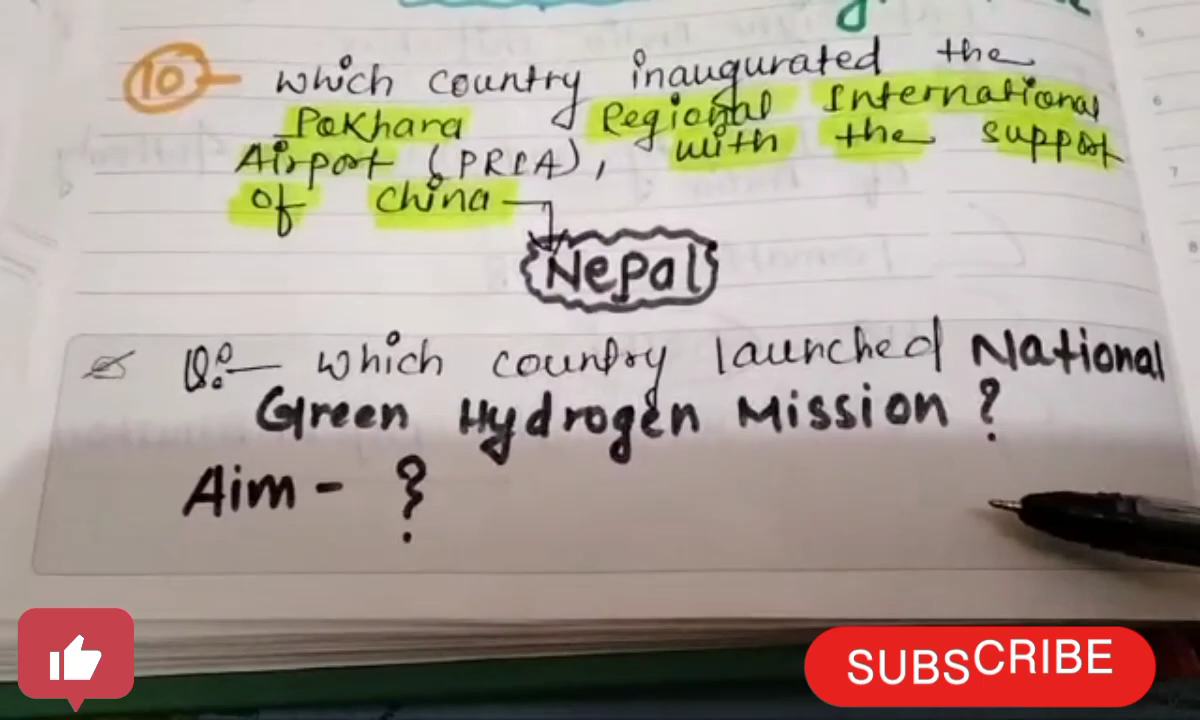 10 which country inaugurated the
Pokhara Regional International
Airport (PRIA), with the support
of china
Nepal
Q:- which country launched National
Green Hydrogen Mission ?
Aim - ?
SUBSCRIBE